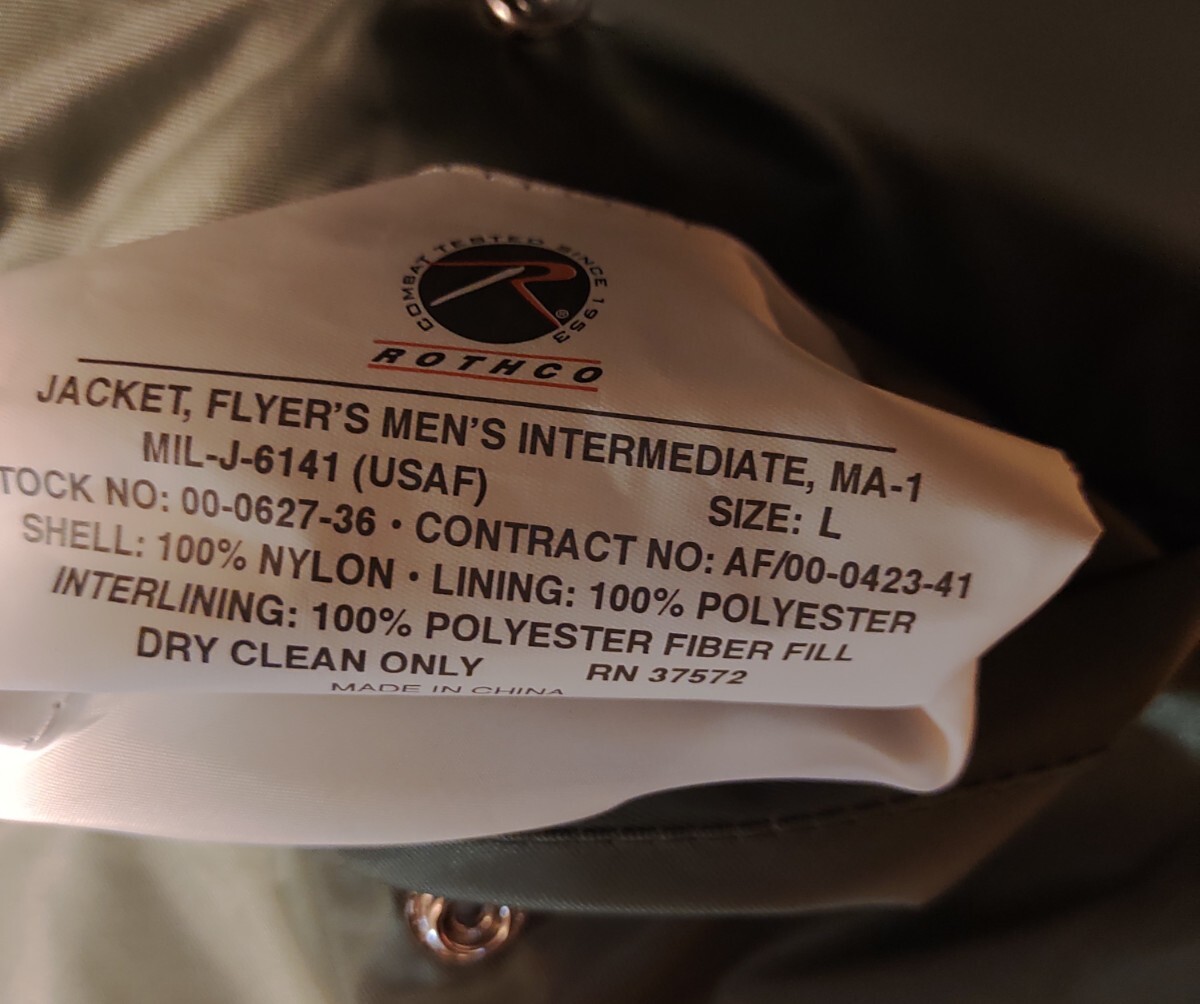 COMBAT TESTED SINCE 1953
R ®
ROTHCO
JACKET, FLYER'S MEN'S INTERMEDIATE, MA-1
MIL-J-6141 (USAF) SIZE: L
TOCK NO: 00-0627-36 • CONTRACT NO: AF/00-0423-41
SHELL: 100% NYLON • LINING: 100% POLYESTER
INTERLINING: 100% POLYESTER FIBER FILL
DRY CLEAN ONLY RN 37572
MADE IN CHINA